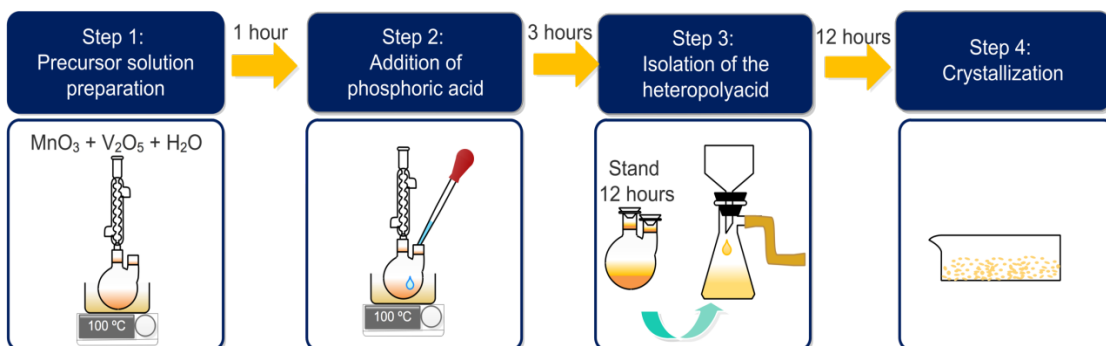 Step 1:
Precursor solution
preparation
1 hour
Step 2:
Addition of
phosphoric acid
3 hours
Step 3:
Isolation of the
heteropolyacid
12 hours
Step 4:
Crystallization
MnO₃ + V₂O₅ + H₂O
100 ºC
100 ºC
Stand
12 hours